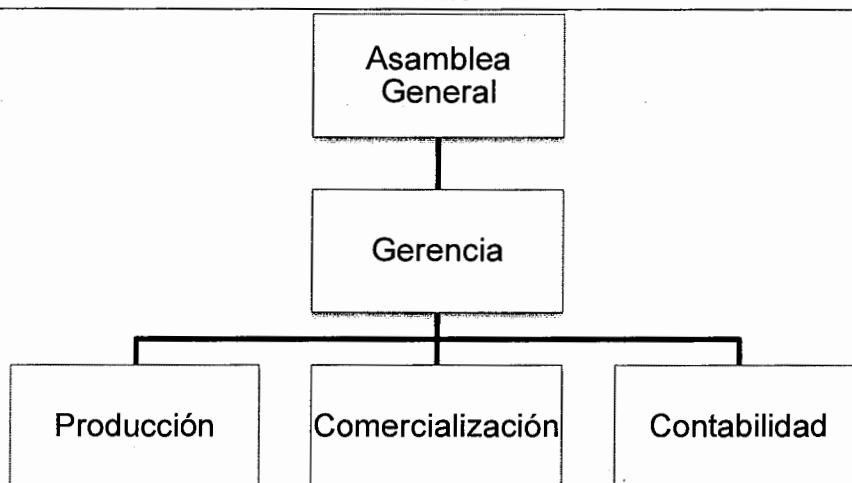 Asamblea
General
Gerencia
Producción
Comercialización
Contabilidad